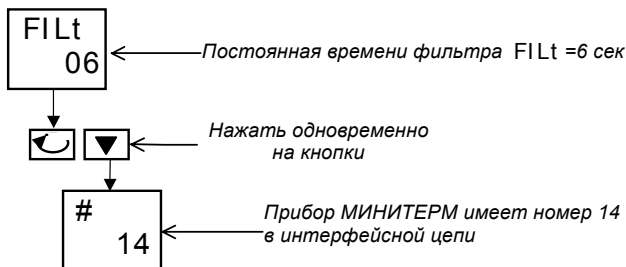 FILt
06
Постоянная времени фильтра FILt =6 сек
Нажать одновременно
на кнопки
#
14
Прибор МИНИТЕРМ имеет номер 14
в интерфейсной цепи